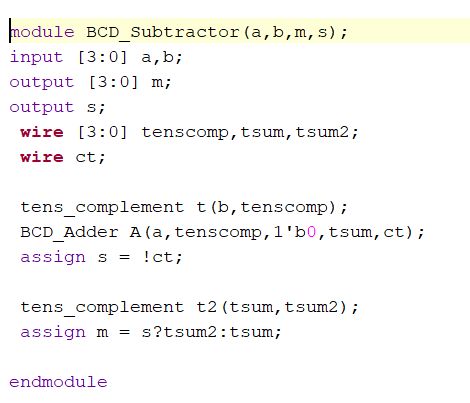 module BCD_Subtractor(a,b,m,s);
input [3:0] a,b;
output [3:0] m;
output s;
wire [3:0] tenscomp,tsum,tsum2;
wire ct;
tens_complement t(b,tenscomp);
BCD_Adder A(a,tenscomp,1'b0,tsum,ct);
assign s = !ct;
tens_complement t2(tsum,tsum2);
assign m = s?tsum2:tsum;
endmodule